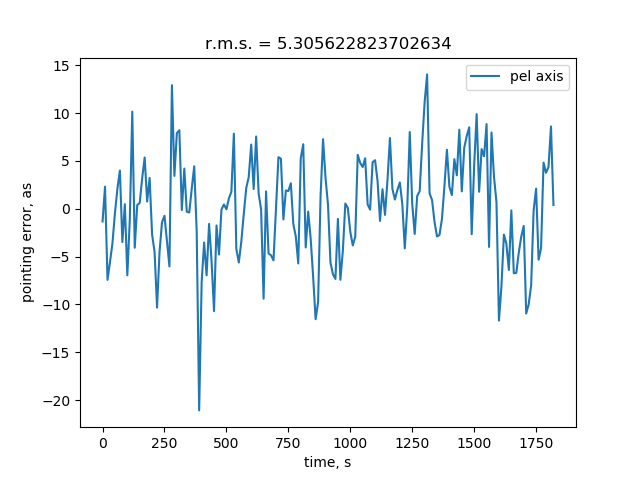 r.m.s. = 5.305622823702634
pel axis
15
10
5
0
−5
−10
−15
−20
pointing error, as
0 250 500 750 1000 1250 1500 1750
time, s